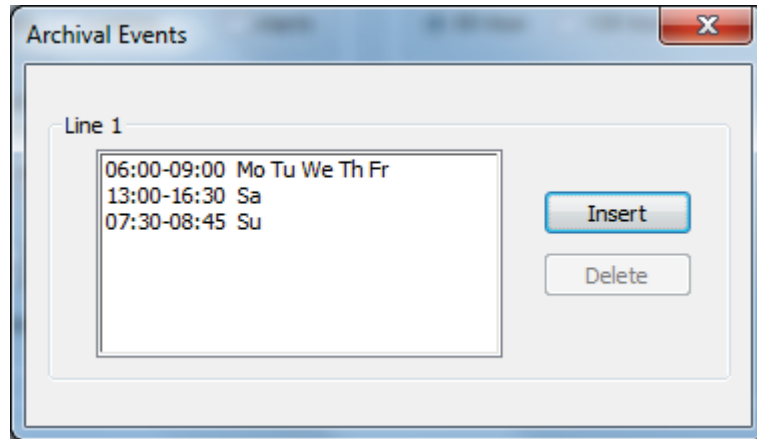 Archival Events
Line 1
06:00-09:00 Mo Tu We Th Fr
13:00-16:30 Sa
07:30-08:45 Su
Insert
Delete